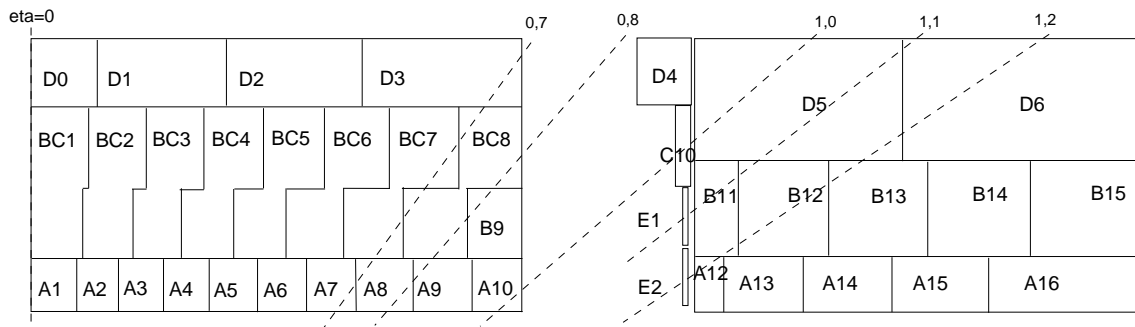 eta=0 0,7 0,8 1,0 1,1 1,2
D0 D1 D2 D3 D4 D5 D6
BC1 BC2 BC3 BC4 BC5 BC6 BC7 BC8 C10
B9 E1 B11 B12 B13 B14 B15
A1 A2 A3 A4 A5 A6 A7 A8 A9 A10 E2 A12 A13 A14 A15 A16